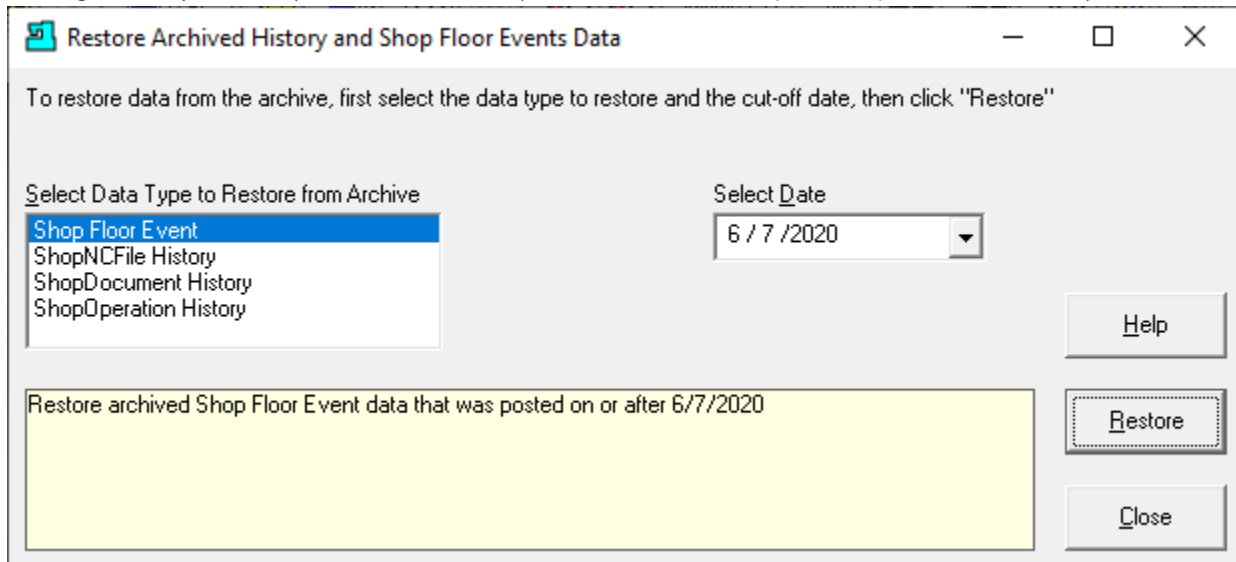 Restore Archived History and Shop Floor Events Data
To restore data from the archive, first select the data type to restore and the cut-off date, then click "Restore"
Select Data Type to Restore from Archive
Select Date
Shop Floor Event
6 / 7 /2020
ShopNCFile History
ShopDocument History
ShopOperation History
Help
Restore archived Shop Floor Event data that was posted on or after 6/7/2020
Restore
Close